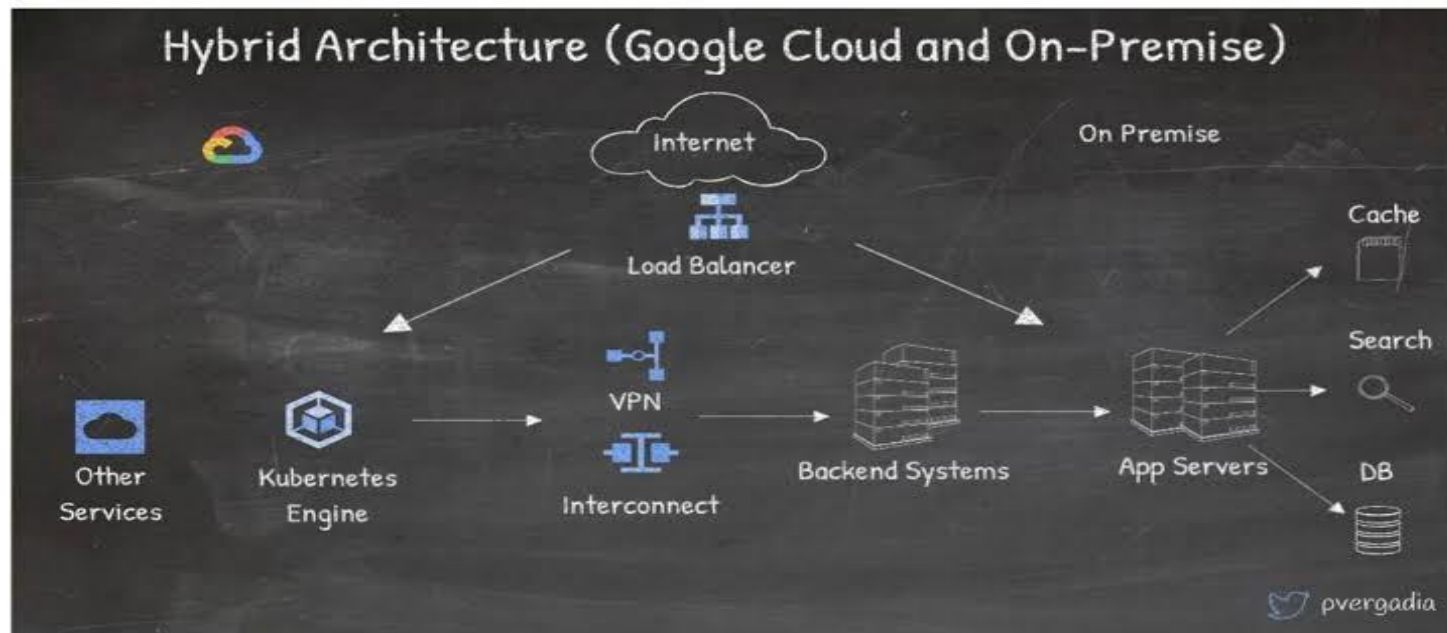 Hybrid Architecture (Google Cloud and On-Premise)
Internet
On Premise
Load Balancer
Cache
Search
VPN
Other
Services
Kubernetes
Engine
Interconnect
Backend Systems
App Servers
DB
pvergadia